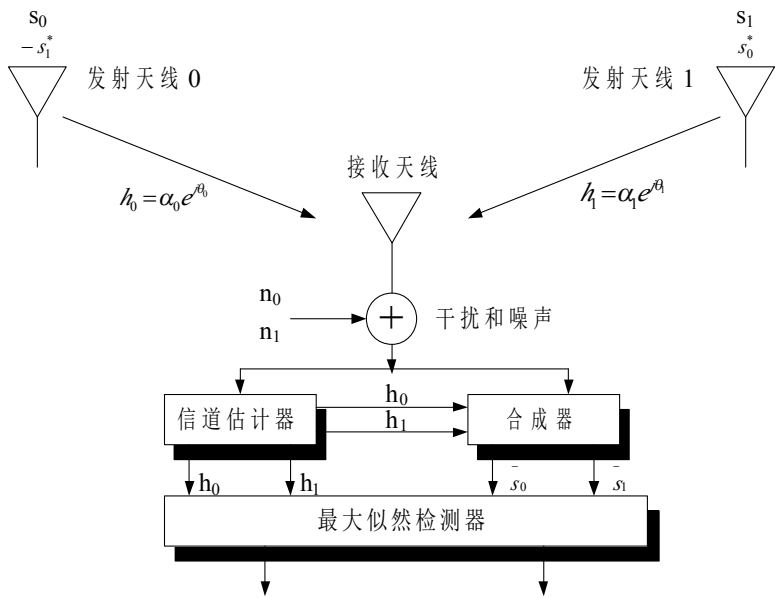 s₀ s₁
− s₁* s₀*
发射天线 0 发射天线 1
接收天线
h₀ = α₀e^{jθ₀} h₁ = α₁e^{jθ₁}
n₀
+ 干扰和噪声
n₁
h₀
信道估计器 合成器
h₁
h₀ h₁ s̄₀ s̄₁
最大似然检测器